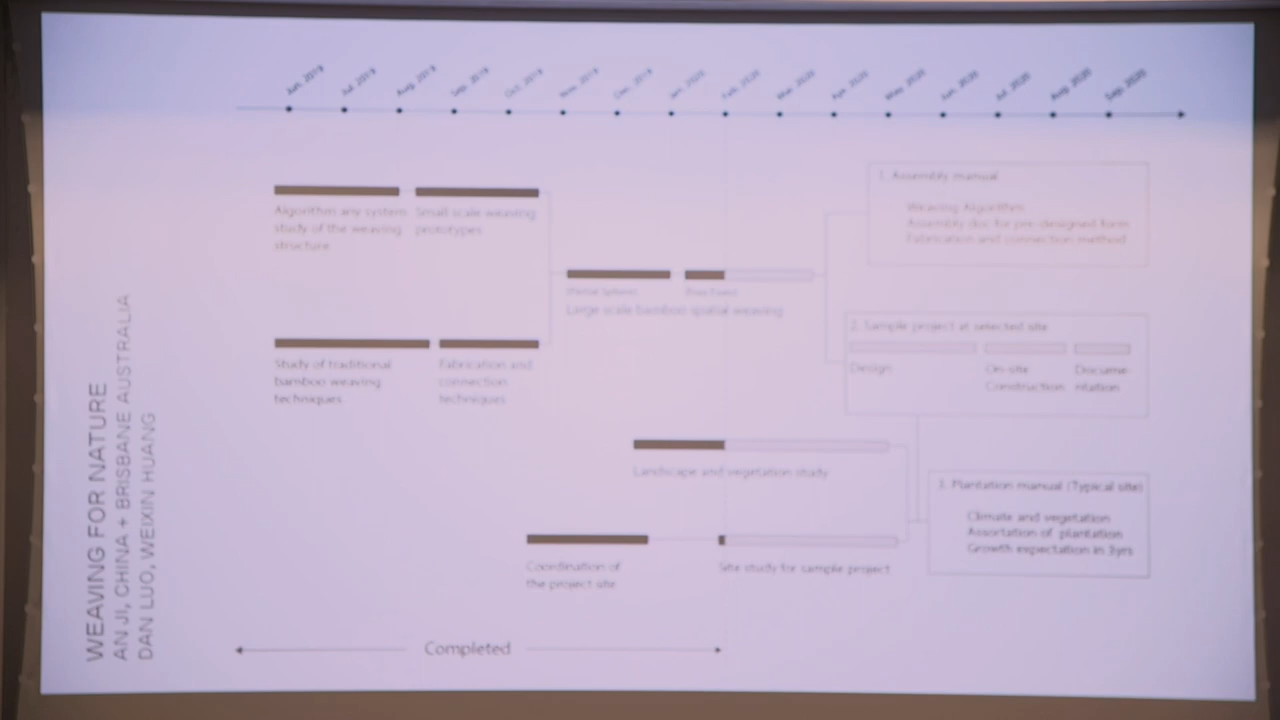 Jun. 2019
Jul. 2019
Aug. 2019
Sep. 2019
Oct. 2019
Nov. 2019
Dec. 2019
Jan. 2020
Feb. 2020
Mar. 2020
Apr. 2020
May. 2020
Jun. 2020
Jul. 2020
Aug. 2020
Sep. 2020
Algorithm any system
study of the weaving
structure
Small scale weaving
prototypes
Large scale bamboo spatial weaving
Study of traditional
bamboo weaving
techniques
Fabrication and
connection
techniques
Landscape and vegetation study
Coordination of
the project site
Site study for sample project
1. Assembly manual
Weaving Algorithm
Assembly doc for pre-designed form
Fabrication and connection method
2. Sample project at selected site
Design
On-site
Construction
Docume-
ntation
3. Plantation manual (Typical site)
Climate and vegetation
Assortation of plantation
Growth expectation in 3yrs
Completed
WEAVING FOR NATURE
AN JI, CHINA + BRISBANE AUSTRALIA
DAN LUO, WEIXIN HUANG